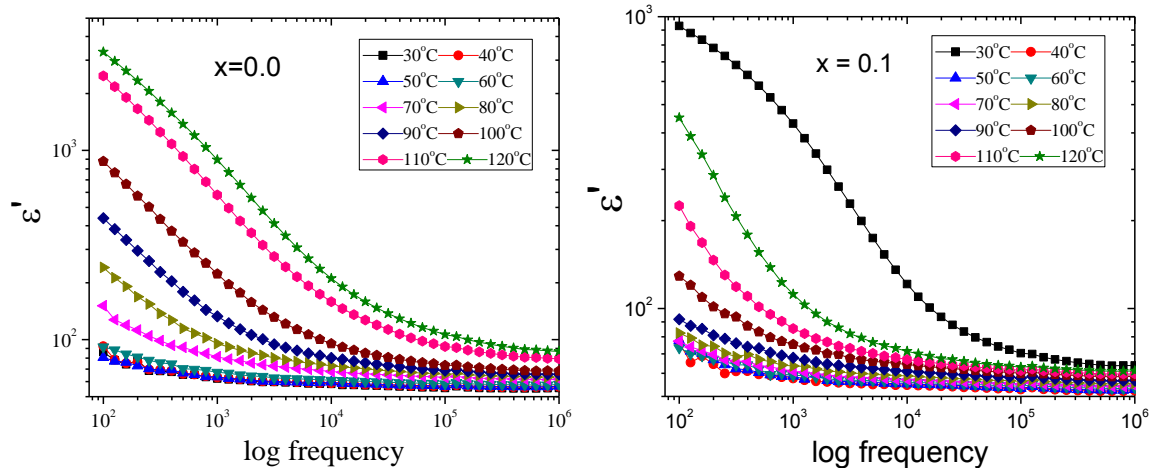 x=0.0
30°C 40°C
50°C 60°C
70°C 80°C
90°C 100°C
110°C 120°C
10³
10²
ε'
10² 10³ 10⁴ 10⁵ 10⁶
log frequency
10³
x = 0.1
30°C 40°C
50°C 60°C
70°C 80°C
90°C 100°C
110°C 120°C
10²
ε'
10² 10³ 10⁴ 10⁵ 10⁶
log frequency